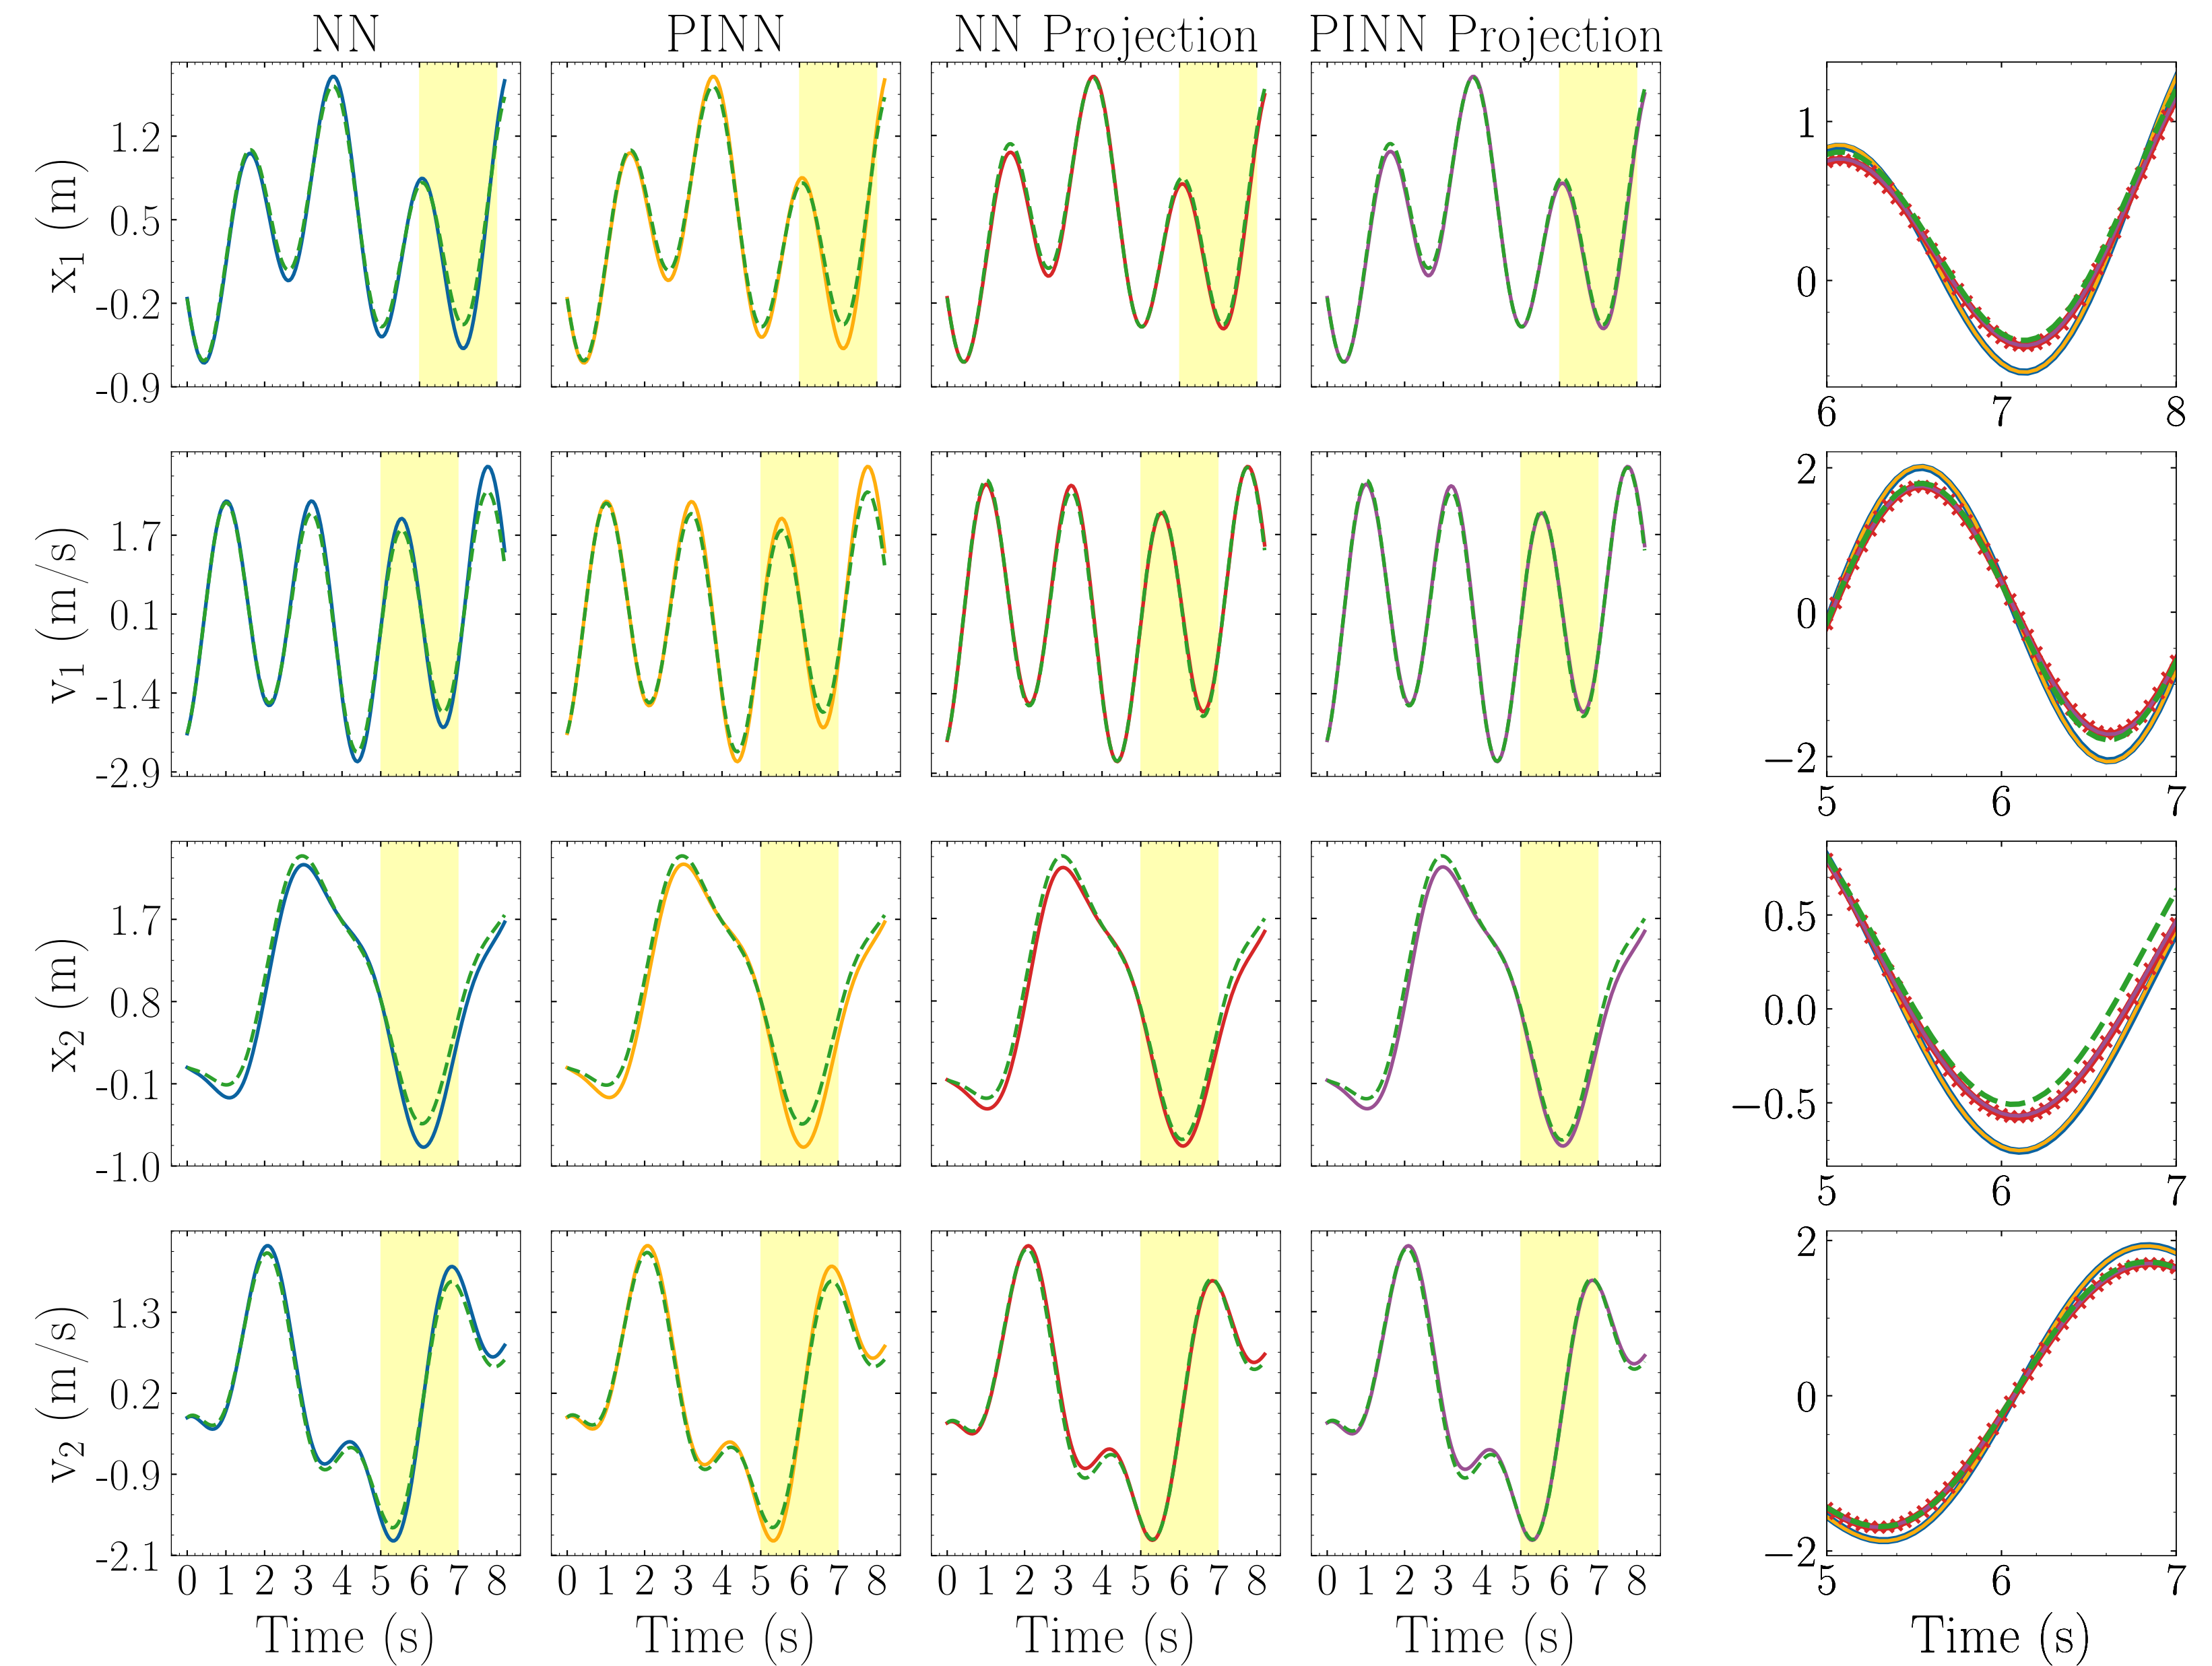 NN PINN NN Projection PINN Projection
x1 (m)
1.2
0.5
-0.2
-0.9
1
0
6 7 8
v1 (m/s)
1.7
0.1
-1.4
-2.9
2
0
−2
5 6 7
x2 (m)
1.7
0.8
-0.1
-1.0
0.5
0.0
−0.5
5 6 7
v2 (m/s)
1.3
0.2
-0.9
-2.1
2
0
−2
0 1 2 3 4 5 6 7 8 0 1 2 3 4 5 6 7 8 0 1 2 3 4 5 6 7 8 0 1 2 3 4 5 6 7 8 5 6 7
Time (s) Time (s) Time (s) Time (s) Time (s)